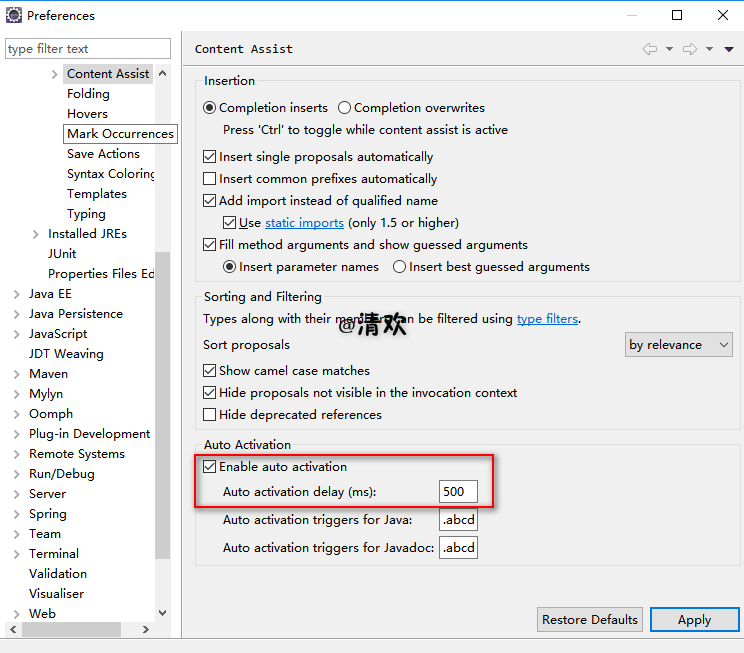 Preferences
type filter text
Content Assist
Folding
Hovers
Mark Occurrences
Save Actions
Syntax Coloring
Templates
Typing
Installed JREs
JUnit
Properties Files Ed
Java EE
Java Persistence
JavaScript
JDT Weaving
Maven
Mylyn
Oomph
Plug-in Development
Remote Systems
Run/Debug
Server
Spring
Team
Terminal
Validation
Visualiser
Web
Content Assist
Insertion
Completion inserts Completion overwrites
Press 'Ctrl' to toggle while content assist is active
Insert single proposals automatically
Insert common prefixes automatically
Add import instead of qualified name
Use static imports (only 1.5 or higher)
Fill method arguments and show guessed arguments
Insert parameter names Insert best guessed arguments
Sorting and Filtering
Types along with their members can be filtered using type filters.
@清欢
Sort proposals by relevance
Show camel case matches
Hide proposals not visible in the invocation context
Hide deprecated references
Auto Activation
Enable auto activation
Auto activation delay (ms): 500
Auto activation triggers for Java: .abcd
Auto activation triggers for Javadoc: .abcd
Restore Defaults Apply